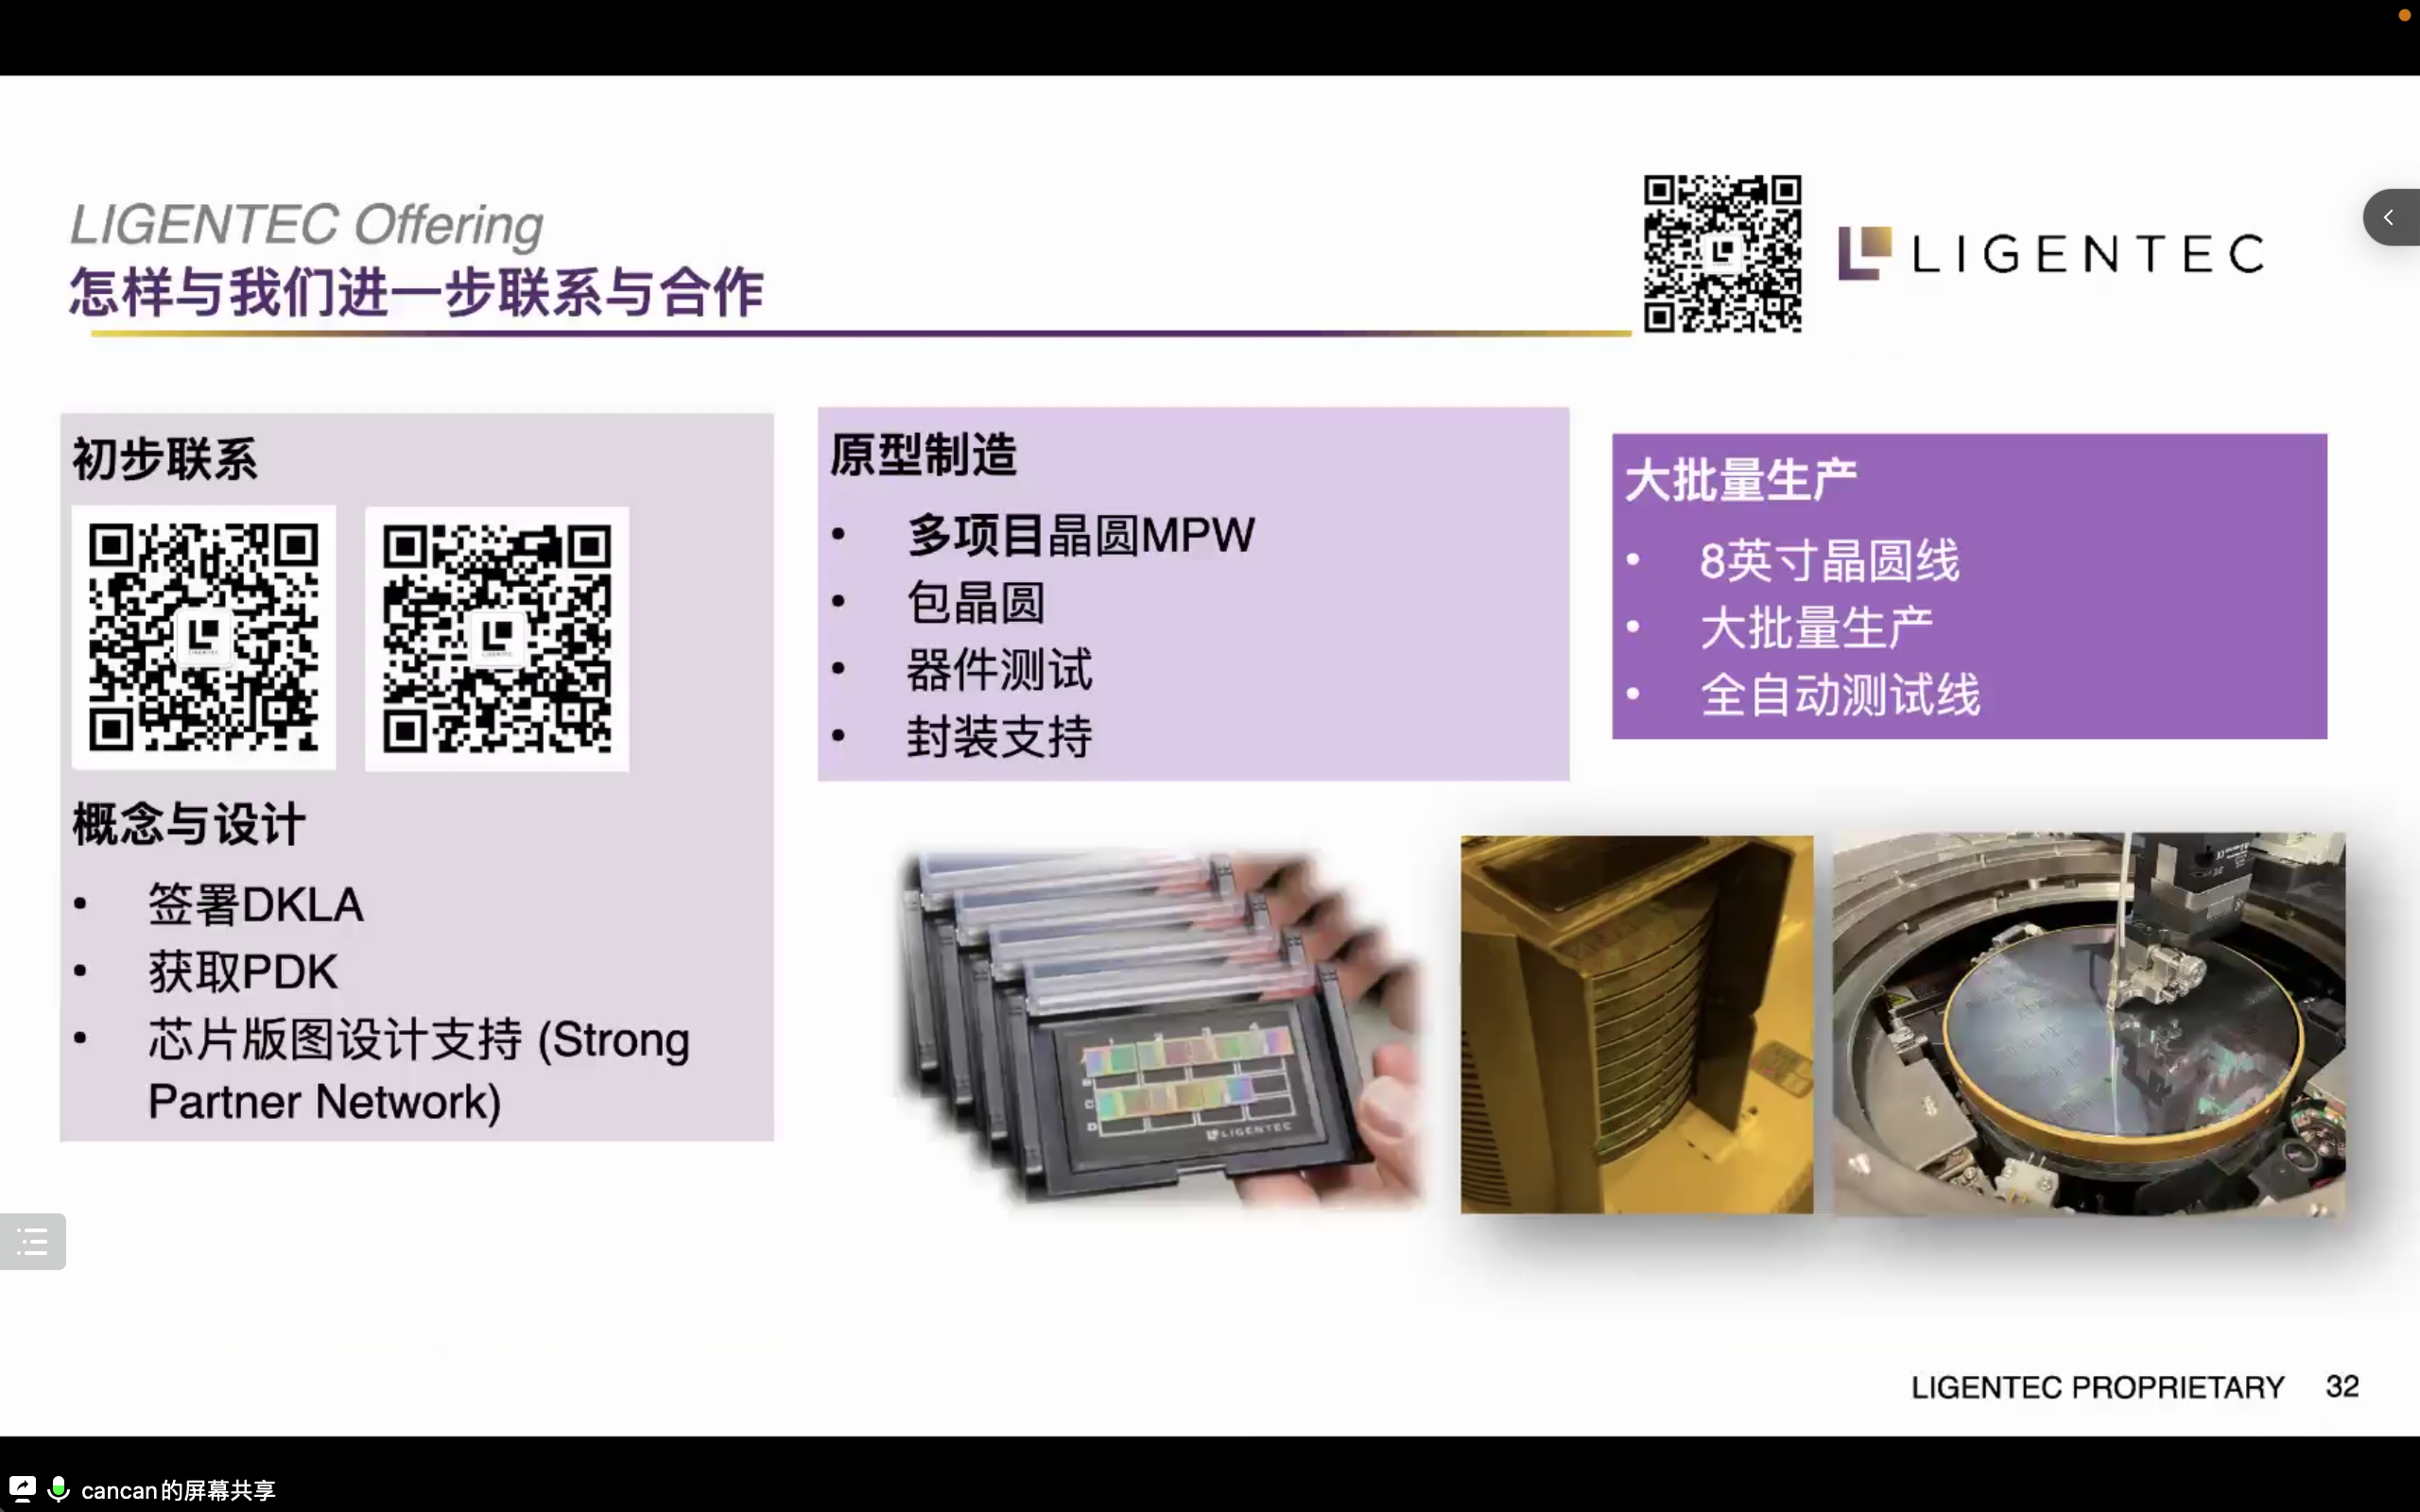 LIGENTEC Offering
怎样与我们进一步联系与合作
LIGENTEC
初步联系
概念与设计
• 签署DKLA
• 获取PDK
• 芯片版图设计支持 (Strong
Partner Network)
原型制造
• 多项目晶圆MPW
• 包晶圆
• 器件测试
• 封装支持
大批量生产
• 8英寸晶圆线
• 大批量生产
• 全自动测试线
LIGENTEC
LIGENTEC PROPRIETARY 32
cancan的屏幕共享